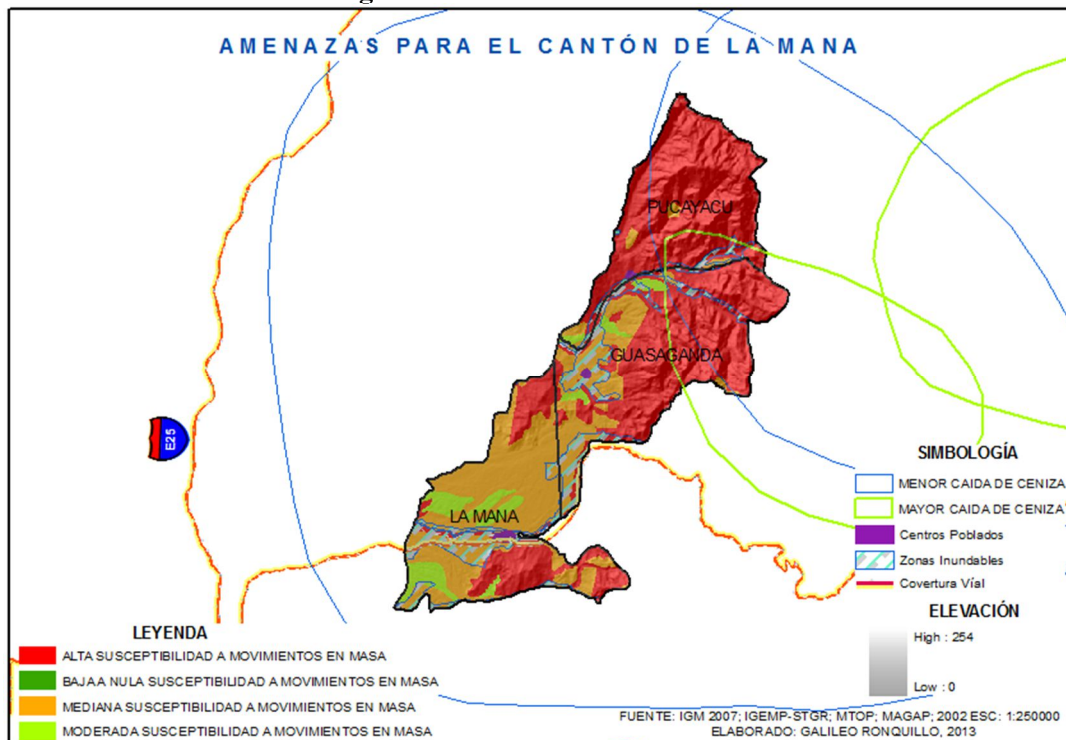 AMENAZAS PARA EL CANTÓN DE LA MANA
PUCAYACU
GUASAGANDA
LA MANA
E25
SIMBOLOGÍA
MENOR CAIDA DE CENIZA
MAYOR CAIDA DE CENIZA
Centros Poblados
Zonas Inundables
Covertura Víal
ELEVACIÓN
High : 254
Low : 0
LEYENDA
ALTA SUSCEPTIBILIDAD A MOVIMIENTOS EN MASA
BAJA A NULA SUSCEPTIBILIDAD A MOVIMIENTOS EN MASA
MEDIANA SUSCEPTIBILIDAD A MOVIMIENTOS EN MASA
MODERADA SUSCEPTIBILIDAD A MOVIMIENTOS EN MASA
FUENTE: IGM 2007; IGEMP-STGR; MTOP; MAGAP; 2002 ESC: 1:250000
ELABORADO: GALILEO RONQUILLO, 2013